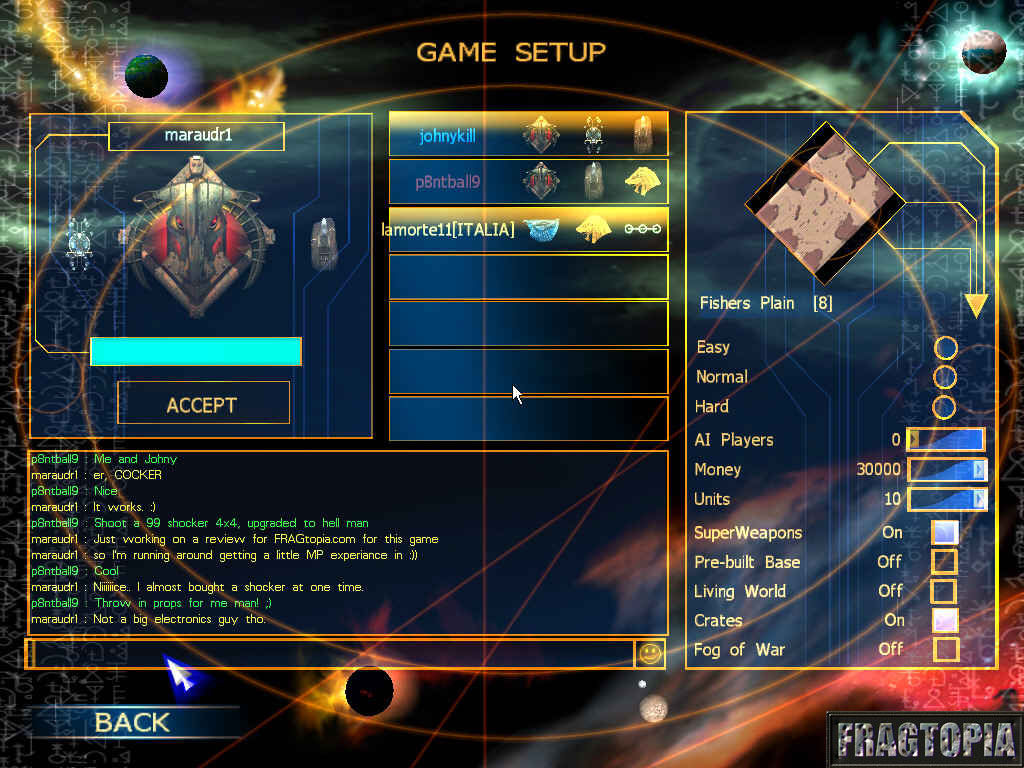 GAME SETUP
maraudr1
ACCEPT
johnykill
p8ntball9
lamorte11[ITALIA]
Fishers Plain [8]
Easy
Normal
Hard
AI Players 0
Money 30000
Units 10
SuperWeapons On
Pre-built Base Off
Living World Off
Crates On
Fog of War Off
p8ntball9 : Me and Johny
maraudr1 : er, COCKER
p8ntball9 : Nice
maraudr1 : It works. :)
p8ntball9 : Shoot a 99 shocker 4x4, upgraded to hell man
maraudr1 : Just working on a review for FRAGtopia.com for this game
maraudr1 : so I'm running around getting a little MP experiance in :))
p8ntball9 : Cool
maraudr1 : Niiiiice.. I almost bought a shocker at one time.
p8ntball9 : Throw in props for me man! ;)
maraudr1 : Not a big electronics guy tho.
BACK
FRAGTOPIA